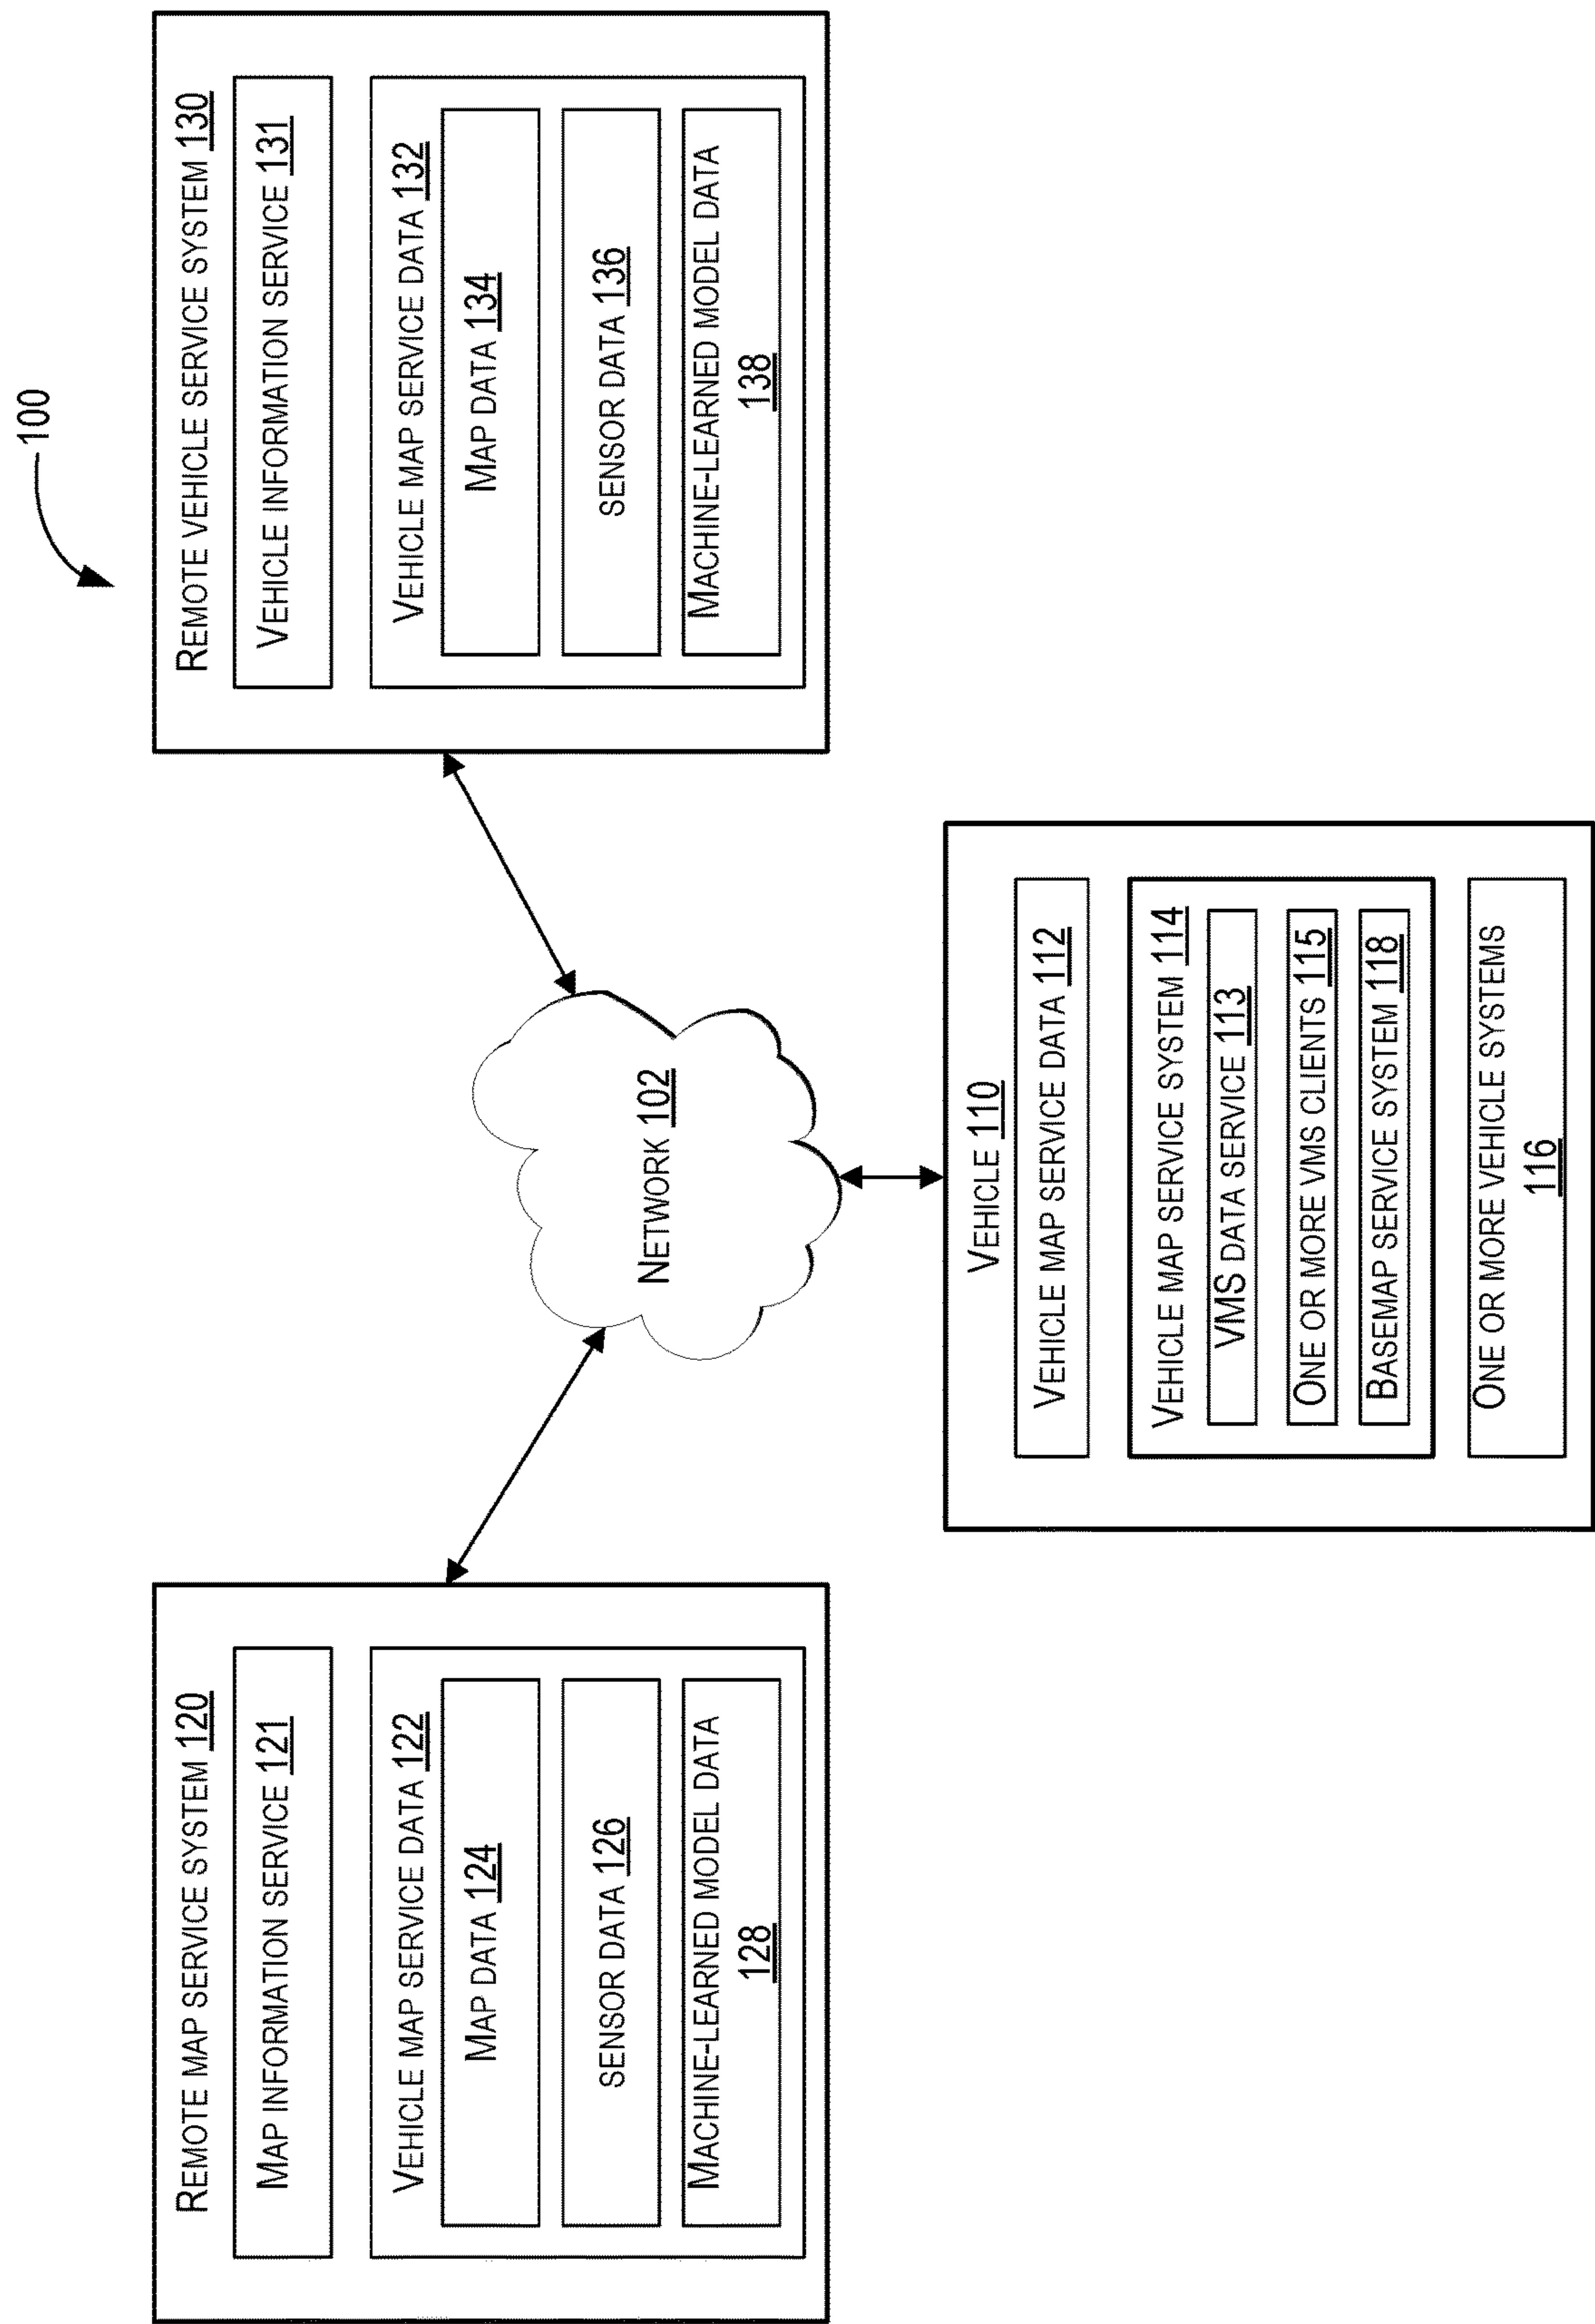 100
REMOTE MAP SERVICE SYSTEM 120
MAP INFORMATION SERVICE 121
VEHICLE MAP SERVICE DATA 122
MAP DATA 124
SENSOR DATA 126
MACHINE-LEARNED MODEL DATA
128
REMOTE VEHICLE SERVICE SYSTEM 130
VEHICLE INFORMATION SERVICE 131
VEHICLE MAP SERVICE DATA 132
MAP DATA 134
SENSOR DATA 136
MACHINE-LEARNED MODEL DATA
138
NETWORK 102
VEHICLE 110
VEHICLE MAP SERVICE DATA 112
VEHICLE MAP SERVICE SYSTEM 114
VMS DATA SERVICE 113
ONE OR MORE VMS CLIENTS 115
BASEMAP SERVICE SYSTEM 118
ONE OR MORE VEHICLE SYSTEMS
116